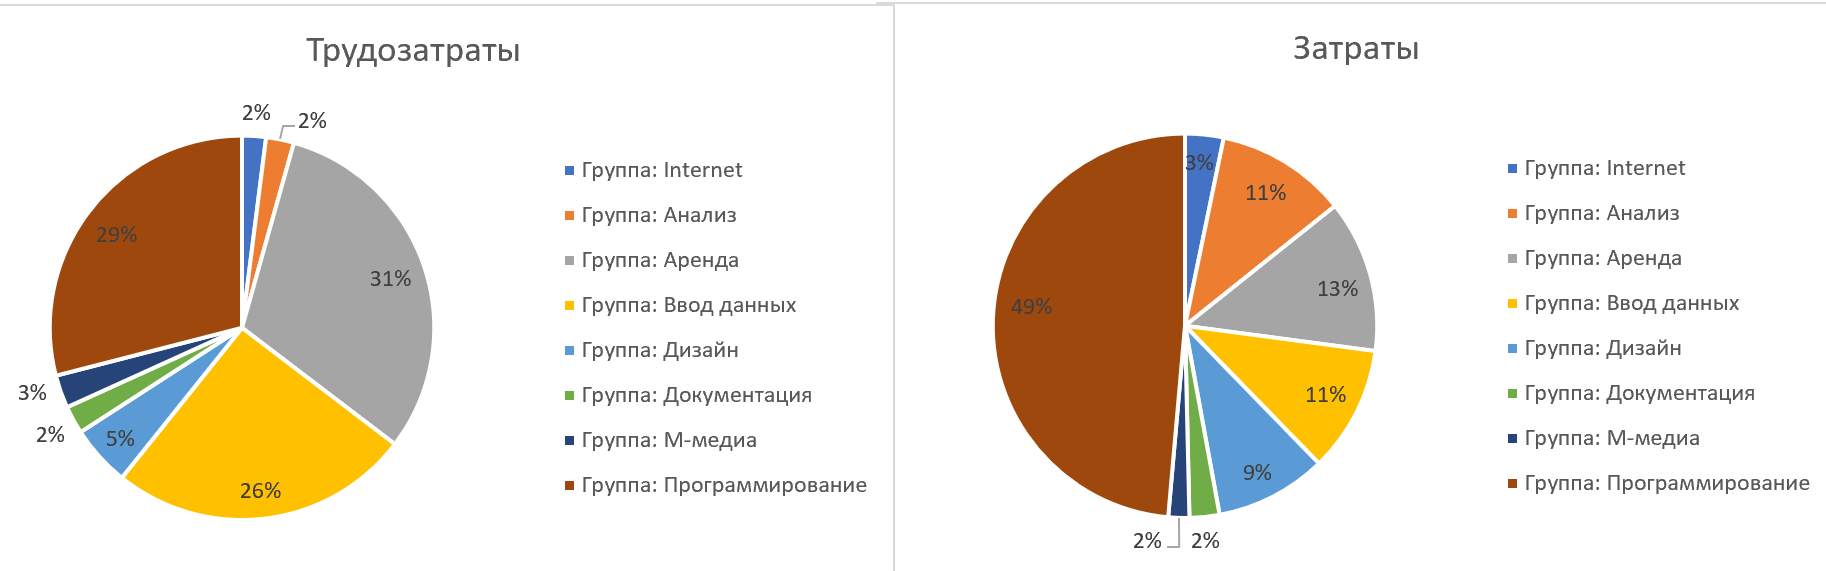 Трудозатраты
2%
2%
31%
26%
5%
2%
3%
29%
Группа: Internet
Группа: Анализ
Группа: Аренда
Группа: Ввод данных
Группа: Дизайн
Группа: Документация
Группа: М-медиа
Группа: Программирование
Затраты
3%
11%
13%
11%
9%
2%
2%
49%
Группа: Internet
Группа: Анализ
Группа: Аренда
Группа: Ввод данных
Группа: Дизайн
Группа: Документация
Группа: М-медиа
Группа: Программирование